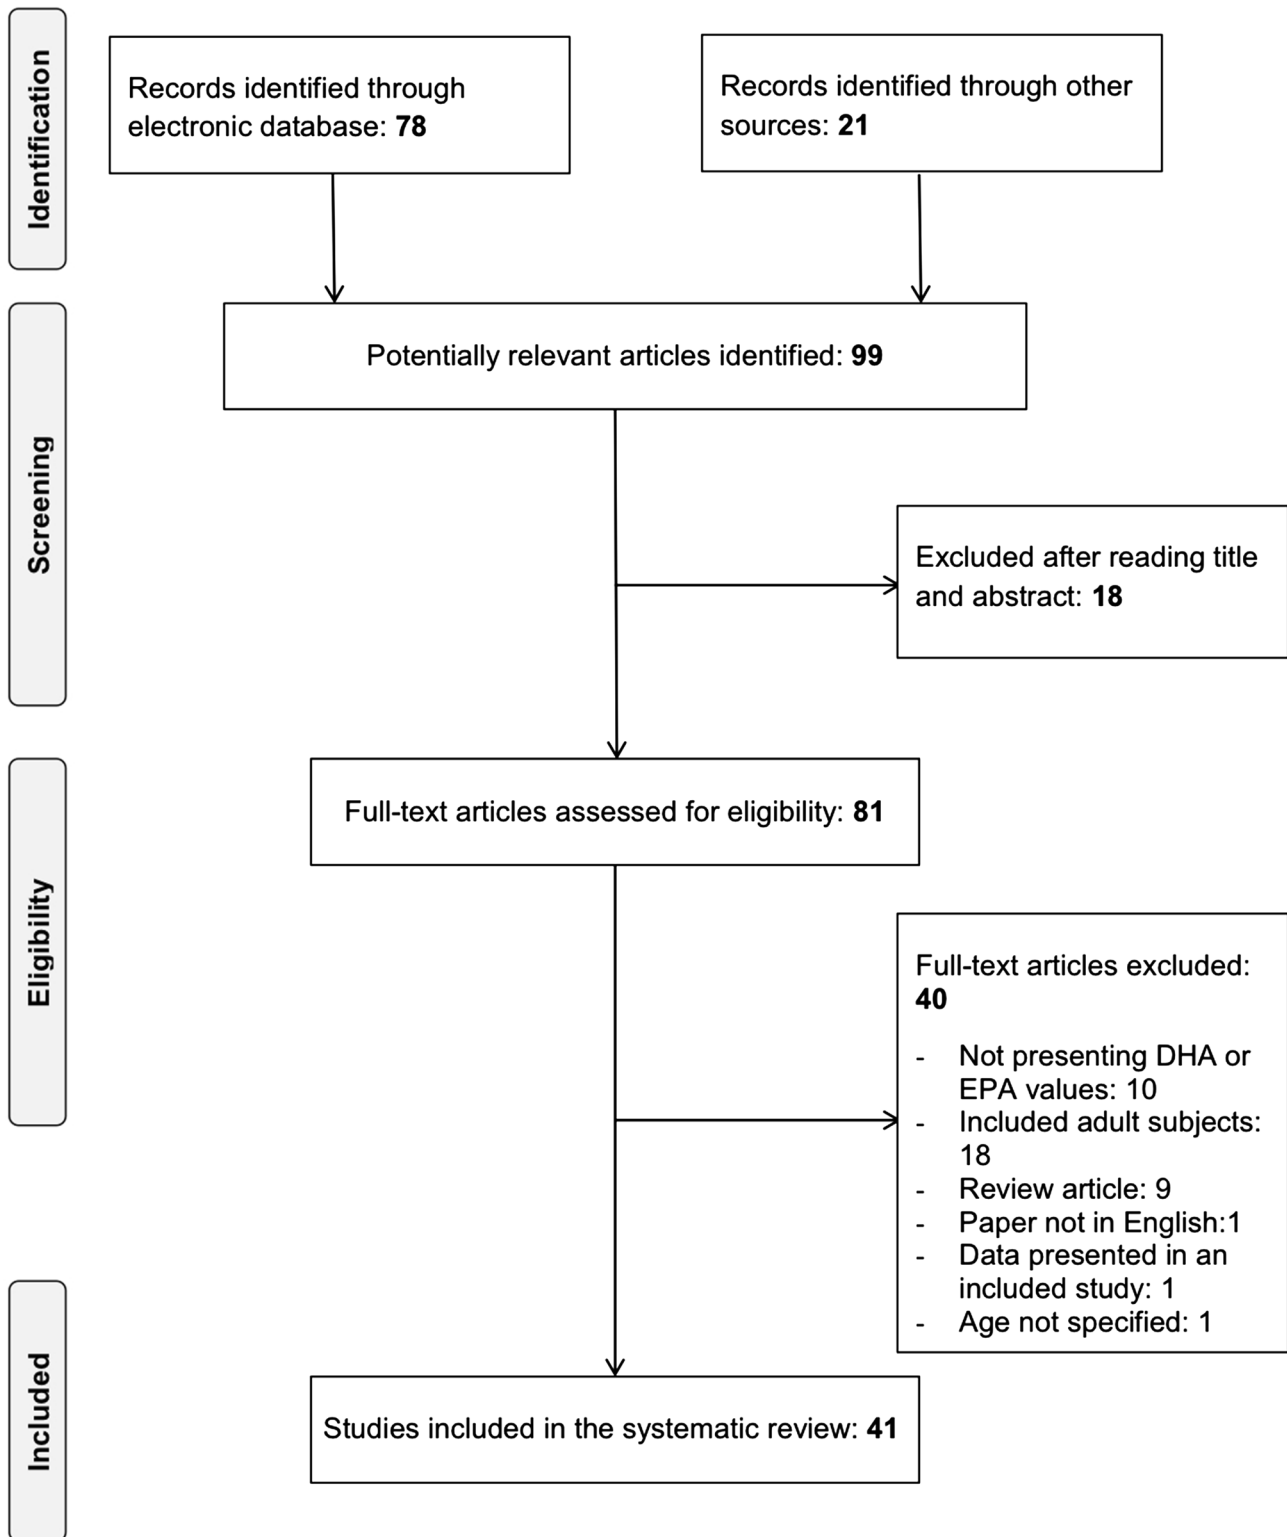 Identification
Records identified through
electronic database: 78
Records identified through other
sources: 21
Screening
Potentially relevant articles identified: 99
Excluded after reading title
and abstract: 18
Eligibility
Full-text articles assessed for eligibility: 81
Full-text articles excluded:
40
- Not presenting DHA or
EPA values: 10
- Included adult subjects:
18
- Review article: 9
- Paper not in English:1
- Data presented in an
included study: 1
- Age not specified: 1
Included
Studies included in the systematic review: 41